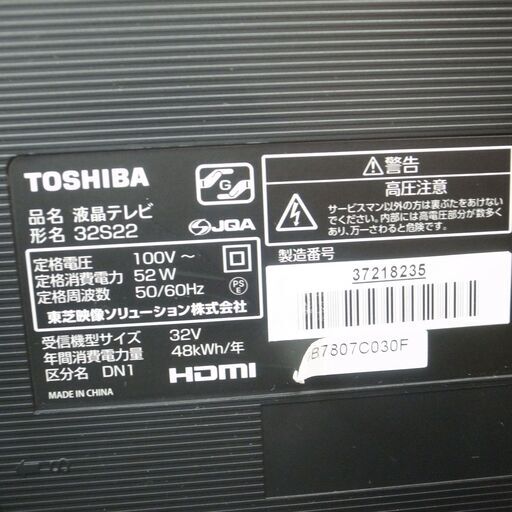 TOSHIBA
G
品名 液晶テレビ
形名 32S22
JQA
定格電圧 100V～
定格消費電力 52W
定格周波数 50/60Hz
PS
E
東芝映像ソリューション株式会社
受信機型サイズ 32V
年間消費電力量 48kWh/年
区分名 DN1
HDMI
MADE IN CHINA
警告
高圧注意
サービスマン以外の方は裏ぶたをあけない
でください。内部には高電圧部分が数多く
あり、万一さわると危険です。
製造番号
37218235
B7807C030F